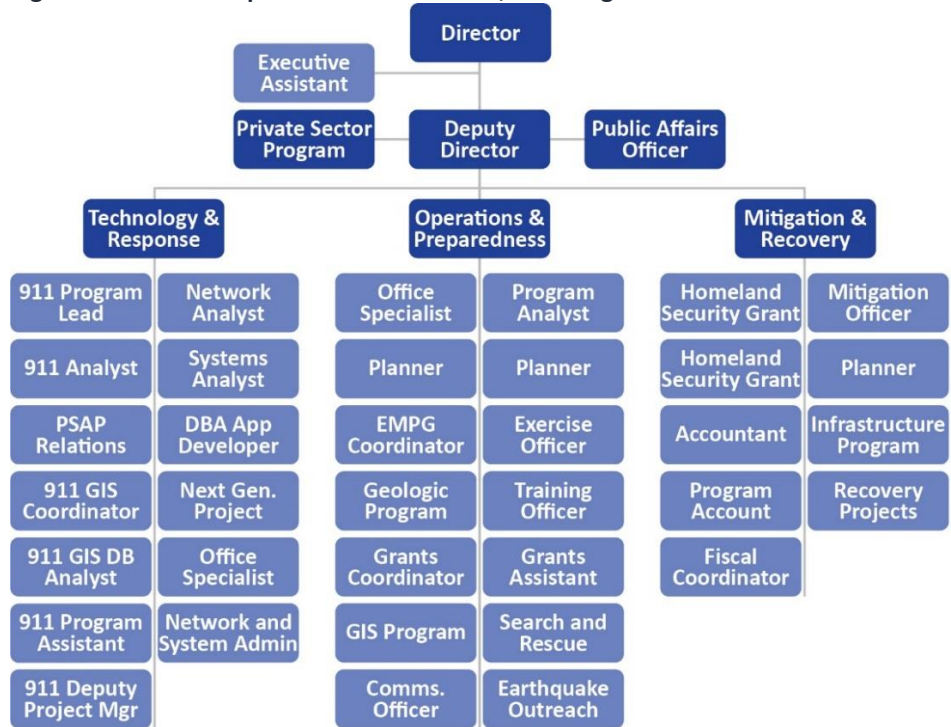 Director
Executive
Assistant
Private Sector
Program
Deputy
Director
Public Affairs
Officer
Technology &
Response
Operations &
Preparedness
Mitigation &
Recovery
911 Program
Lead
Network
Analyst
Office
Specialist
Program
Analyst
Homeland
Security Grant
Mitigation
Officer
911 Analyst
Systems
Analyst
Planner
Planner
Homeland
Security Grant
Planner
PSAP
Relations
DBA App
Developer
EMPG
Coordinator
Exercise
Officer
Accountant
Infrastructure
Program
911 GIS
Coordinator
Next Gen.
Project
Geologic
Program
Training
Officer
Program
Account
Recovery
Projects
911 GIS DB
Analyst
Office
Specialist
Grants
Coordinator
Grants
Assistant
Fiscal
Coordinator
911 Program
Assistant
Network and
System Admin
GIS Program
Search and
Rescue
911 Deputy
Project Mgr
Comms.
Officer
Earthquake
Outreach